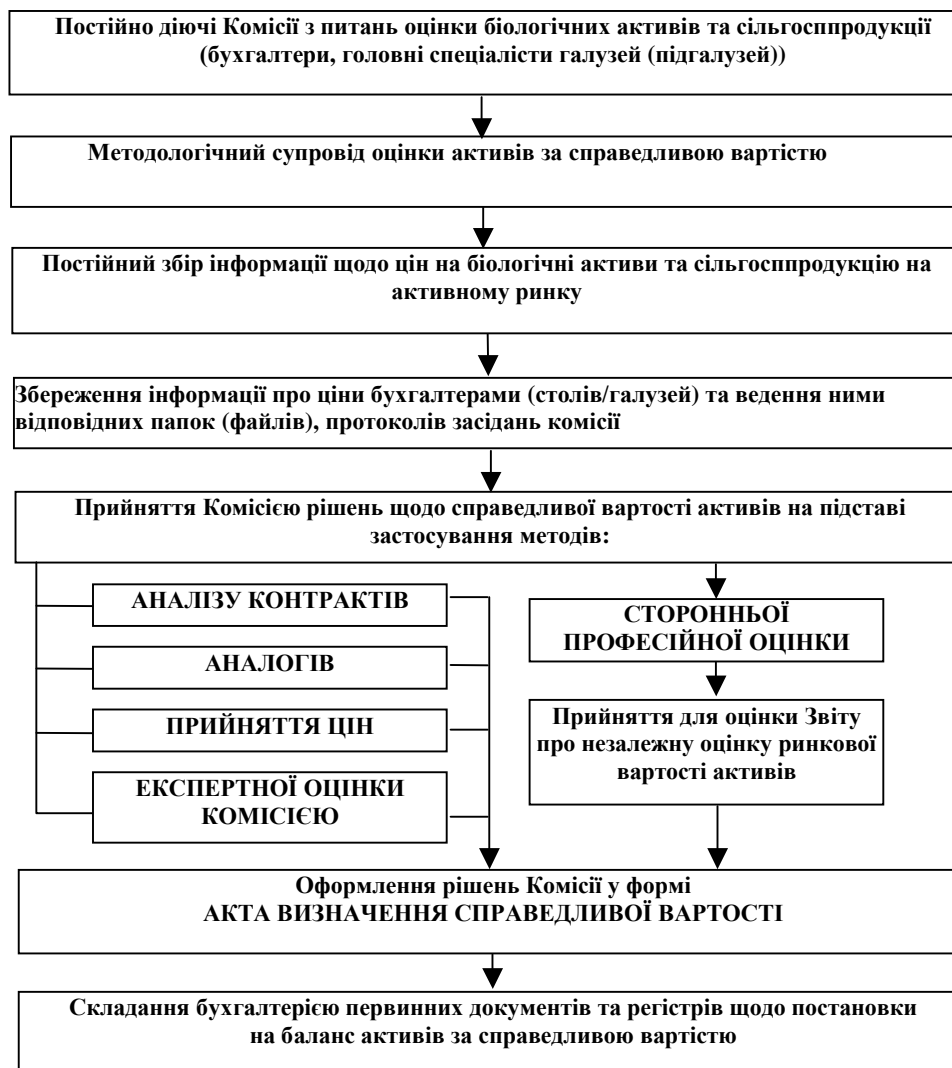 Постійно діючі Комісії з питань оцінки біологічних активів та сільгосппродукції
(бухгалтери, головні спеціалісти галузей (підгалузей))
Методологічний супровід оцінки активів за справедливою вартістю
Постійний збір інформації щодо цін на біологічні активи та сільгосппродукцію на
активному ринку
Збереження інформації про ціни бухгалтерами (столів/галузей) та ведення ними
відповідних папок (файлів), протоколів засідань комісії
Прийняття Комісією рішень щодо справедливої вартості активів на підставі
застосування методів:
АНАЛІЗУ КОНТРАКТІВ
АНАЛОГІВ
ПРИЙНЯТТЯ ЦІН
ЕКСПЕРТНОЇ ОЦІНКИ
КОМІСІЄЮ
СТОРОННЬОЇ
ПРОФЕСІЙНОЇ ОЦІНКИ
Прийняття для оцінки Звіту
про незалежну оцінку ринкової
вартості активів
Оформлення рішень Комісії у формі
АКТА ВИЗНАЧЕННЯ СПРАВЕДЛИВОЇ ВАРТОСТІ
Складання бухгалтерією первинних документів та регістрів щодо постановки
на баланс активів за справедливою вартістю